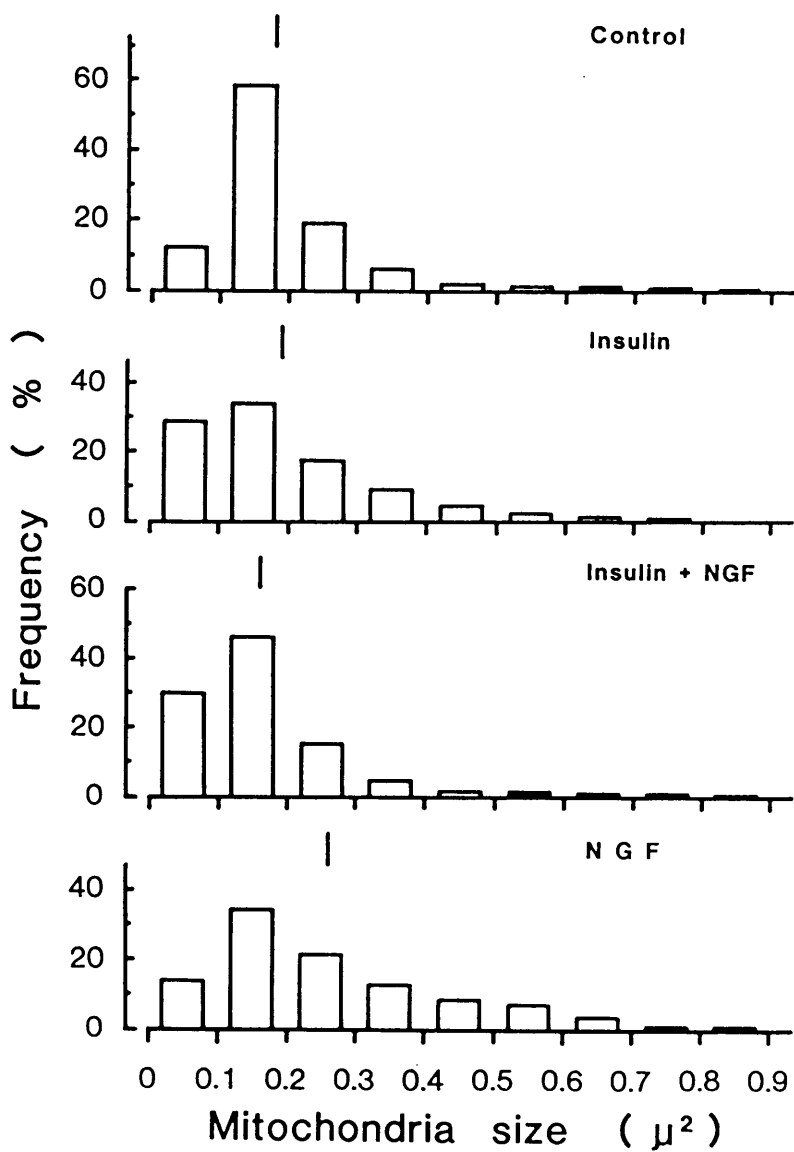 Control
60
40
20
0
Insulin
40
20
0
Insulin + NGF
60
40
20
0
N G F
40
20
0
0 0.1 0.2 0.3 0.4 0.5 0.6 0.7 0.8 0.9
Mitochondria size ( μ² )
Frequency ( % )